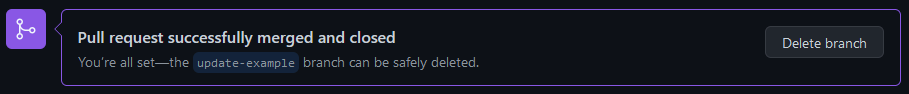 Pull request successfully merged and closed
You're all set—the update-example branch can be safely deleted.
Delete branch